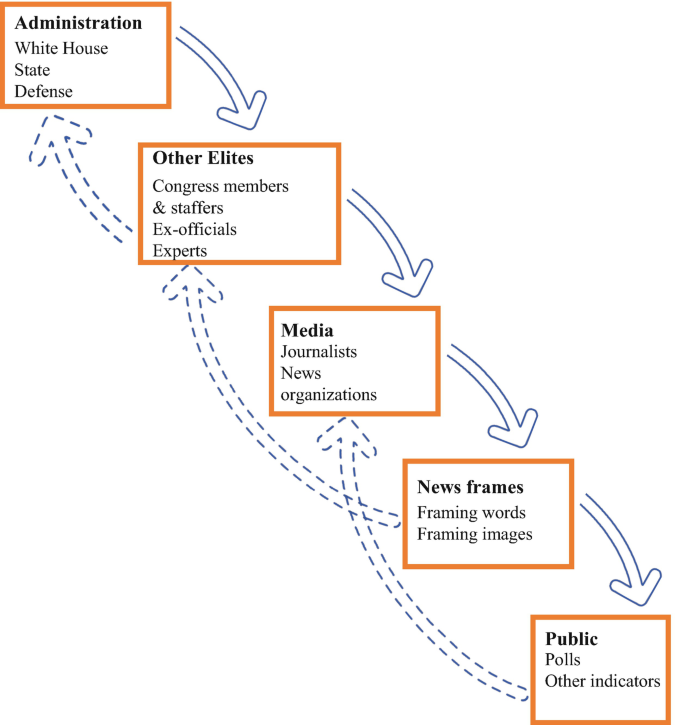 Administration
White House
State
Defense
Other Elites
Congress members
& staffers
Ex-officials
Experts
Media
Journalists
News
organizations
News frames
Framing words
Framing images
Public
Polls
Other indicators